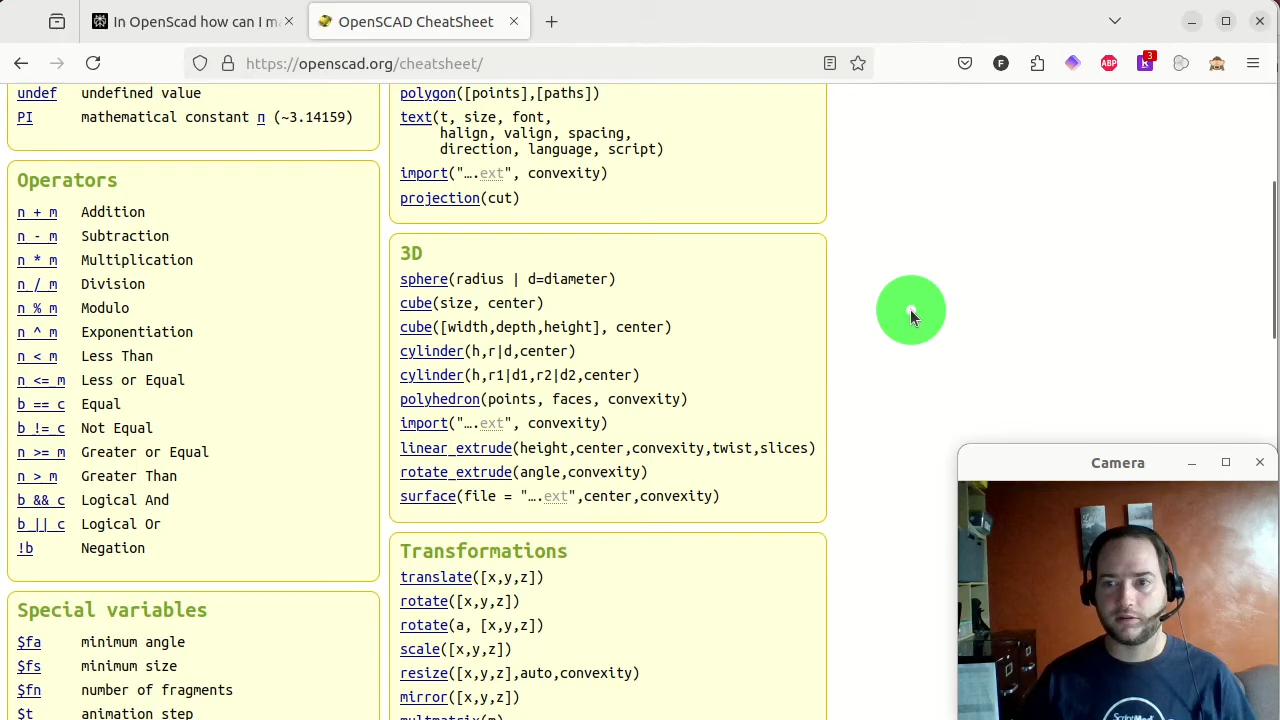 In OpenScad how can I ma
OpenSCAD CheatSheet
https://openscad.org/cheatsheet/
F
ABP
3
undef undefined value
PI mathematical constant π (~3.14159)
Operators
n + m Addition
n - m Subtraction
n * m Multiplication
n / m Division
n % m Modulo
n ^ m Exponentiation
n < m Less Than
n <= m Less or Equal
b == c Equal
b != c Not Equal
n >= m Greater or Equal
n > m Greater Than
b && c Logical And
b || c Logical Or
!b Negation
Special variables
$fa minimum angle
$fs minimum size
$fn number of fragments
$t animation step
polygon([points],[paths])
text(t, size, font,
halign, valign, spacing,
direction, language, script)
import("….ext", convexity)
projection(cut)
3D
sphere(radius | d=diameter)
cube(size, center)
cube([width,depth,height], center)
cylinder(h,r|d,center)
cylinder(h,r1|d1,r2|d2,center)
polyhedron(points, faces, convexity)
import("….ext", convexity)
linear_extrude(height,center,convexity,twist,slices)
rotate_extrude(angle,convexity)
surface(file = "….ext",center,convexity)
Transformations
translate([x,y,z])
rotate([x,y,z])
rotate(a, [x,y,z])
scale([x,y,z])
resize([x,y,z],auto,convexity)
mirror([x,y,z])
multmatrix(m)
Camera